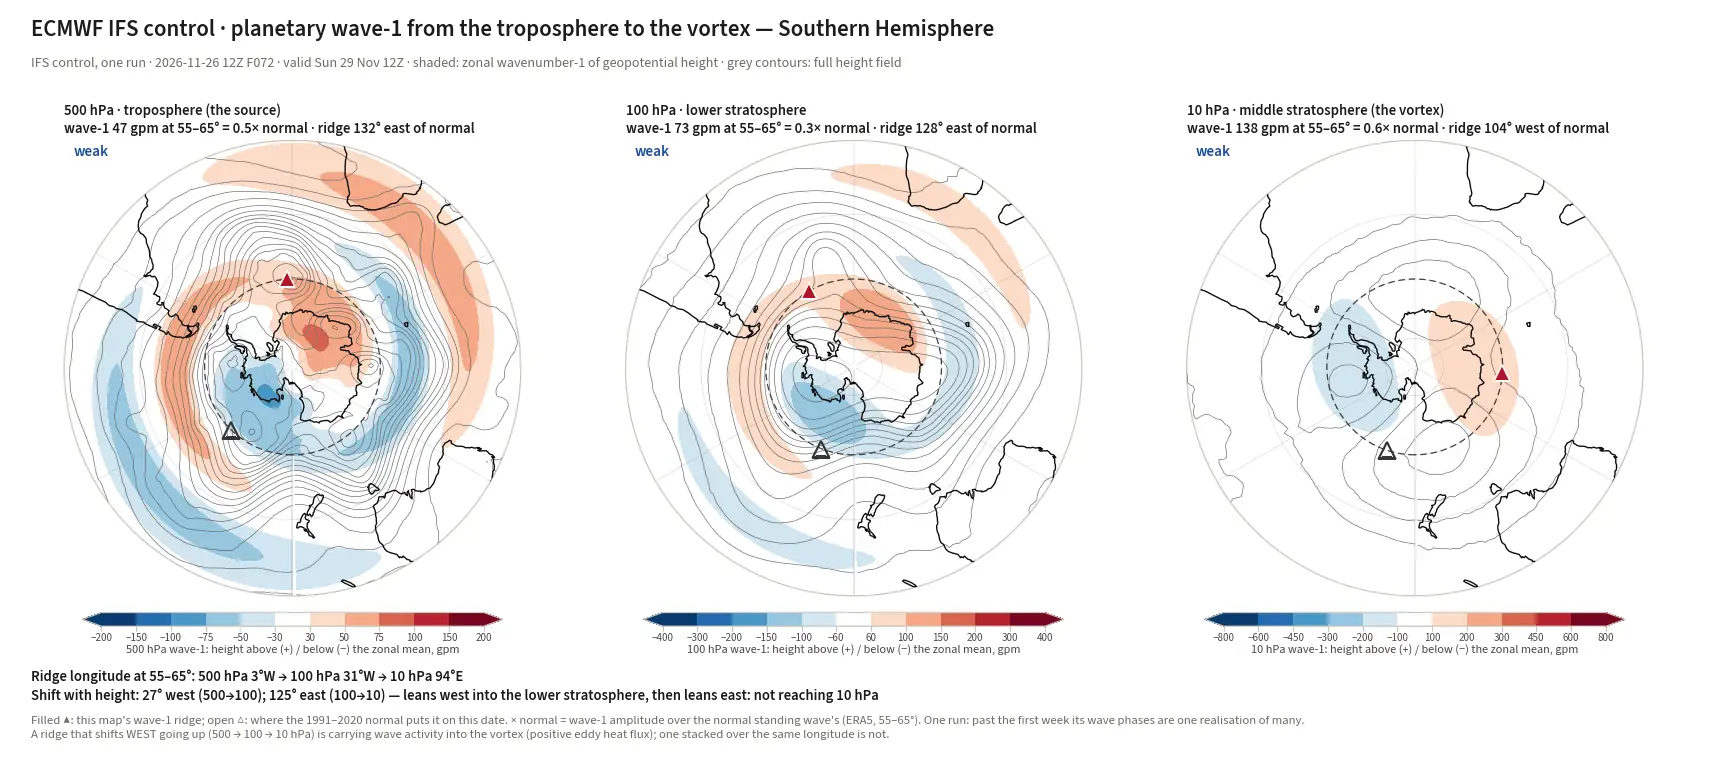 ECMWF IFS control · planetary wave-1 from the troposphere to the vortex — Southern Hemisphere
IFS control, one run · 2026-11-26 12Z F072 · valid Sun 29 Nov 12Z · shaded: zonal wavenumber-1 of geopotential height · grey contours: full height field
500 hPa · troposphere (the source)
wave-1 47 gpm at 55–65° = 0.5× normal · ridge 132° east of normal
weak
100 hPa · lower stratosphere
wave-1 73 gpm at 55–65° = 0.3× normal · ridge 128° east of normal
weak
10 hPa · middle stratosphere (the vortex)
wave-1 138 gpm at 55–65° = 0.6× normal · ridge 104° west of normal
weak
−200 −150 −100 −75 −50 −30 30 50 75 100 150 200
500 hPa wave-1: height above (+) / below (−) the zonal mean, gpm
−400 −300 −200 −150 −100 −60 60 100 150 200 300 400
100 hPa wave-1: height above (+) / below (−) the zonal mean, gpm
−800 −600 −450 −300 −200 −100 100 200 300 450 600 800
10 hPa wave-1: height above (+) / below (−) the zonal mean, gpm
Ridge longitude at 55–65°: 500 hPa 3°W → 100 hPa 31°W → 10 hPa 94°E
Shift with height: 27° west (500→100); 125° east (100→10) — leans west into the lower stratosphere, then leans east: not reaching 10 hPa
Filled ▲: this map's wave-1 ridge; open △: where the 1991–2020 normal puts it on this date. × normal = wave-1 amplitude over the normal standing wave's (ERA5, 55–65°). One run: past the first week its wave phases are one realisation of many.
A ridge that shifts WEST going up (500 → 100 → 10 hPa) is carrying wave activity into the vortex (positive eddy heat flux); one stacked over the same longitude is not.